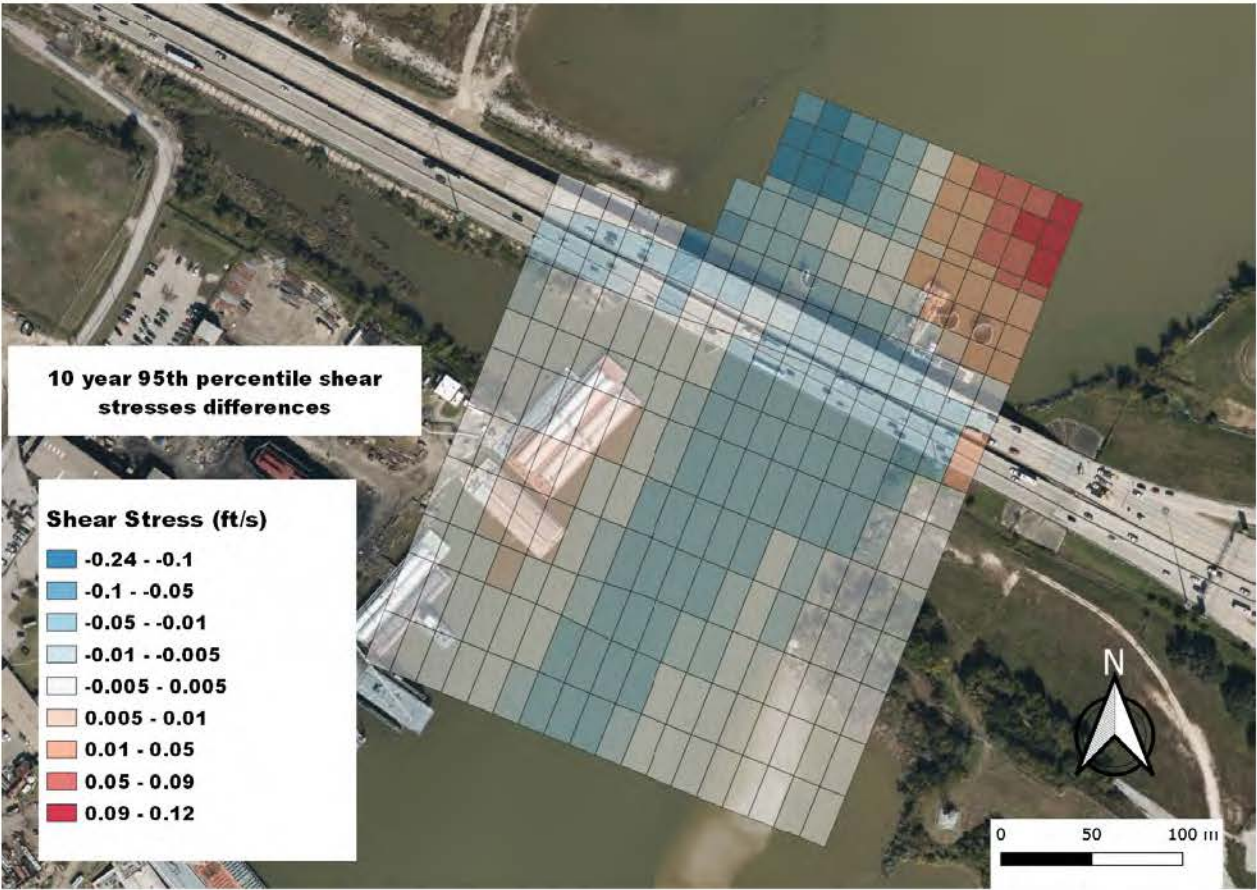 10 year 95th percentile shear
stresses differences
Shear Stress (ft/s)
-0.24 - -0.1
-0.1 - -0.05
-0.05 - -0.01
-0.01 - -0.005
-0.005 - 0.005
0.005 - 0.01
0.01 - 0.05
0.05 - 0.09
0.09 - 0.12
N
0 50 100 m